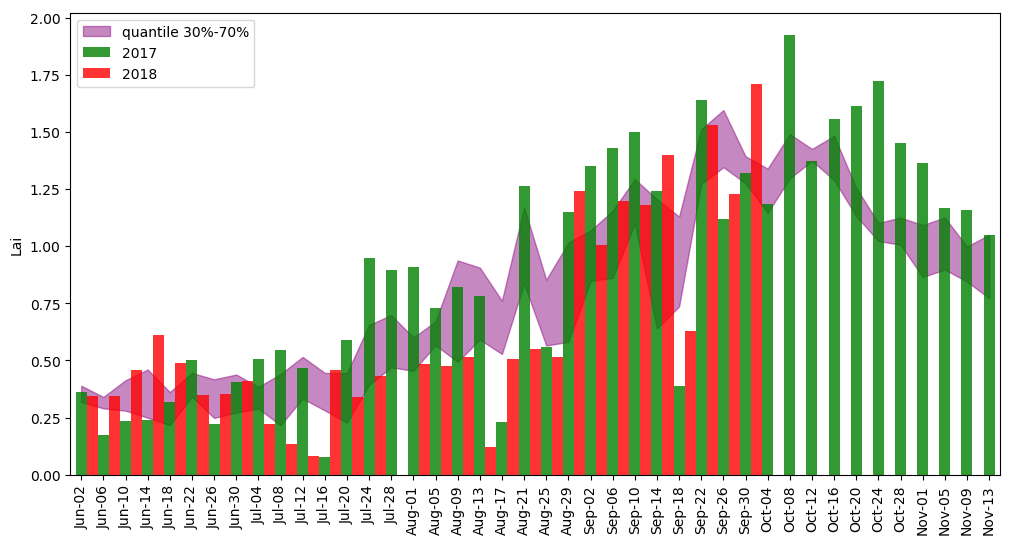 2.00
1.75
1.50
1.25
1.00
0.75
0.50
0.25
0.00
Lai
quantile 30%-70%
2017
2018
Jun-02
Jun-06
Jun-10
Jun-14
Jun-18
Jun-22
Jun-26
Jun-30
Jul-04
Jul-08
Jul-12
Jul-16
Jul-20
Jul-24
Jul-28
Aug-01
Aug-05
Aug-09
Aug-13
Aug-17
Aug-21
Aug-25
Aug-29
Sep-02
Sep-06
Sep-10
Sep-14
Sep-18
Sep-22
Sep-26
Sep-30
Oct-04
Oct-08
Oct-12
Oct-16
Oct-20
Oct-24
Oct-28
Nov-01
Nov-05
Nov-09
Nov-13